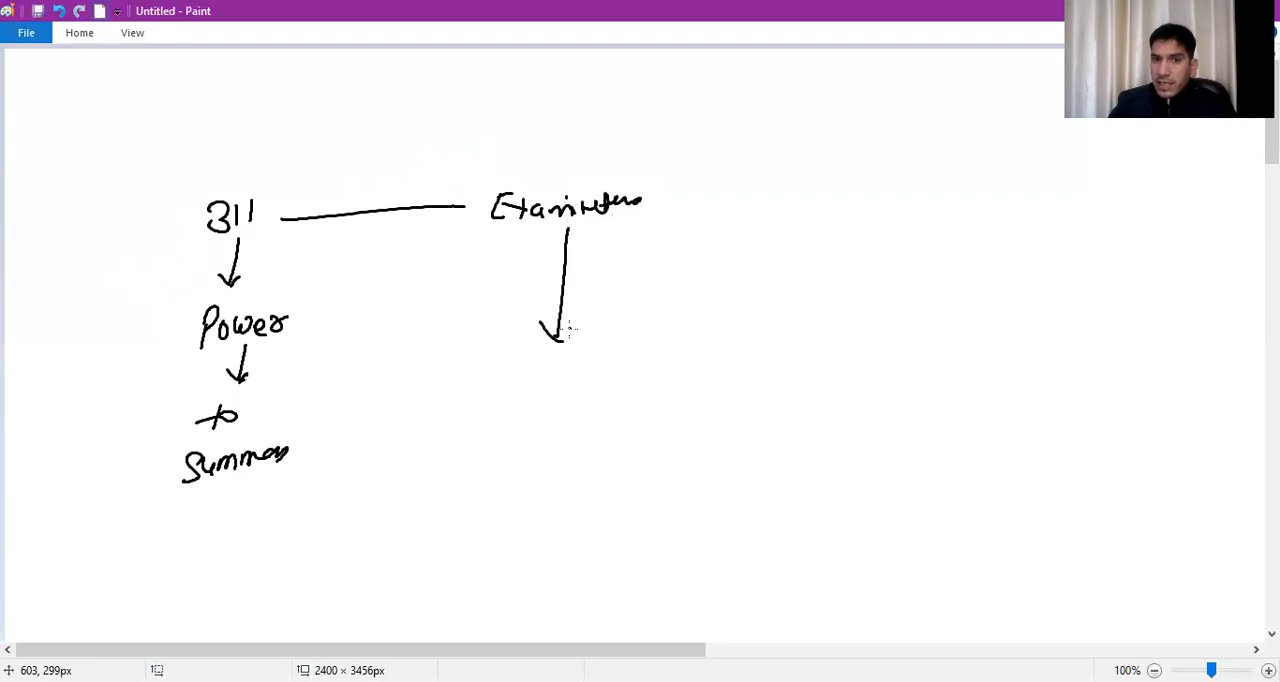 Untitled - Paint
File Home View
311
Power
to
Summon
603, 299px 2400 × 3456px 100%